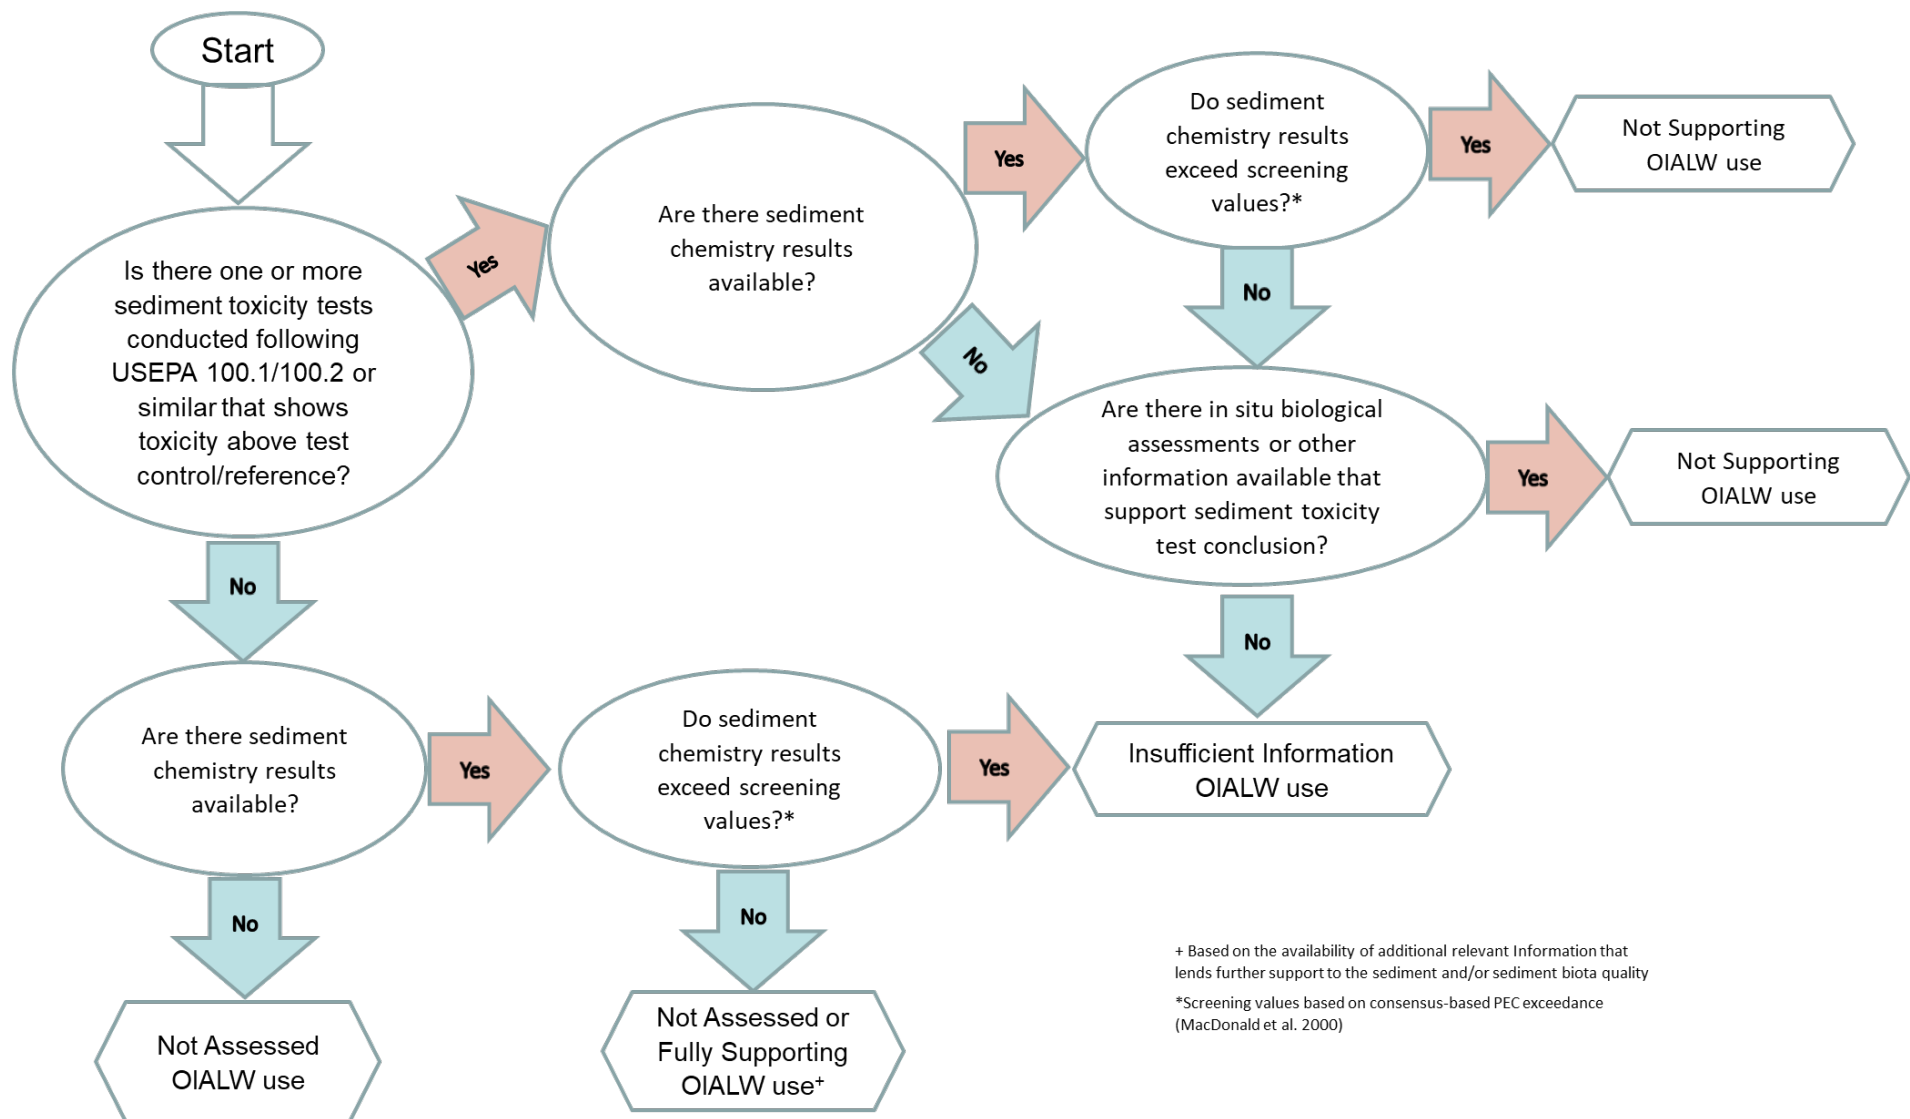 Start
Is there one or more
sediment toxicity tests
conducted following
USEPA 100.1/100.2 or
similar that shows
toxicity above test
control/reference?
Yes
Are there sediment
chemistry results
available?
Yes
Do sediment
chemistry results
exceed screening
values?*
Yes
Not Supporting
OIALW use
No
No
Are there in situ biological
assessments or other
information available that
support sediment toxicity
test conclusion?
Yes
Not Supporting
OIALW use
No
No
Are there sediment
chemistry results
available?
Yes
Do sediment
chemistry results
exceed screening
values?*
Yes
Insufficient Information
OIALW use
No
Not Assessed
OIALW use
No
Not Assessed or
Fully Supporting
OIALW use+
+ Based on the availability of additional relevant Information that
lends further support to the sediment and/or sediment biota quality
*Screening values based on consensus-based PEC exceedance
(MacDonald et al. 2000)